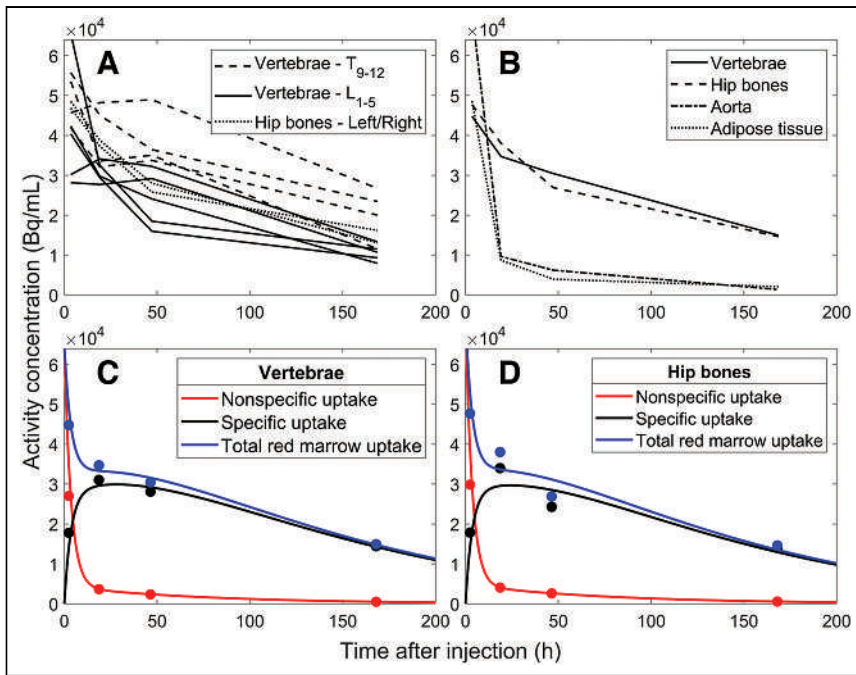 Activity concentration (Bq/mL)
×10⁴
6
5
4
3
2
1
0
0 50 100 150 200
A
Vertebrae - T9-12
Vertebrae - L1-5
Hip bones - Left/Right
×10⁴
6
5
4
3
2
1
0
0 50 100 150 200
B
Vertebrae
Hip bones
Aorta
Adipose tissue
×10⁴
6
5
4
3
2
1
0
0 50 100 150 200
C
Vertebrae
Nonspecific uptake
Specific uptake
Total red marrow uptake
×10⁴
6
5
4
3
2
1
0
0 50 100 150 200
D
Hip bones
Nonspecific uptake
Specific uptake
Total red marrow uptake
Time after injection (h)